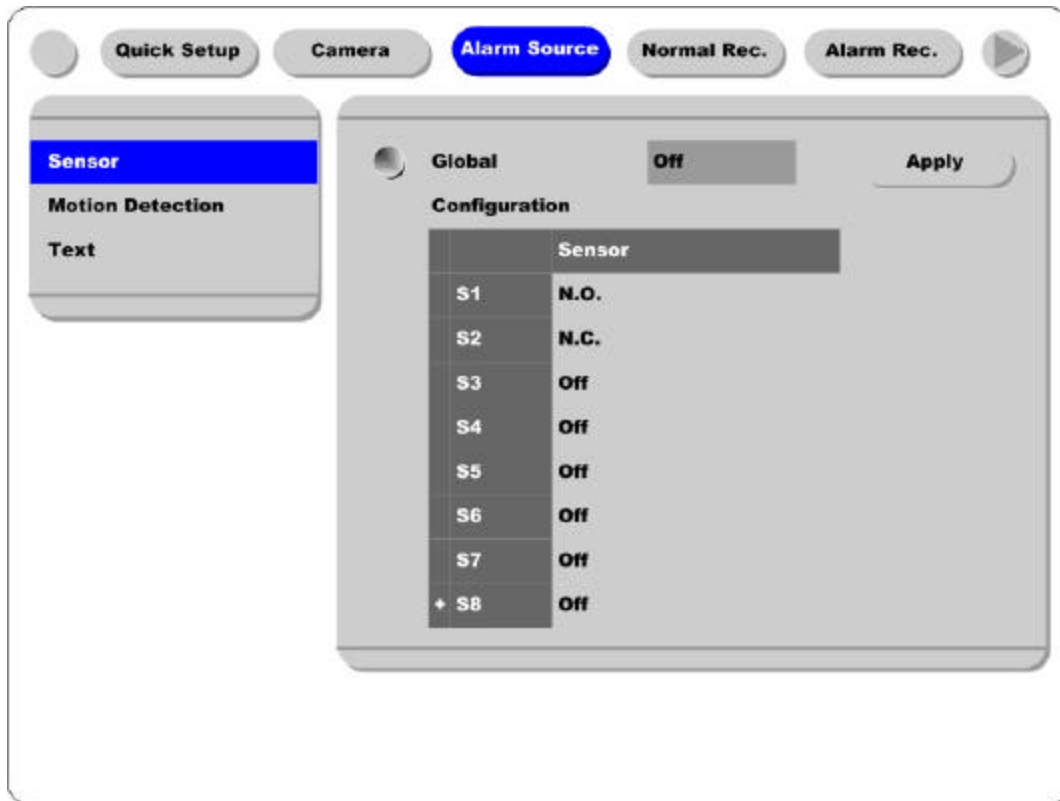 Quick Setup Camera Alarm Source Normal Rec. Alarm Rec.
Sensor
Motion Detection
Text
Global Off Apply
Configuration
Sensor
S1 N.O.
S2 N.C.
S3 Off
S4 Off
S5 Off
S6 Off
S7 Off
+ S8 Off